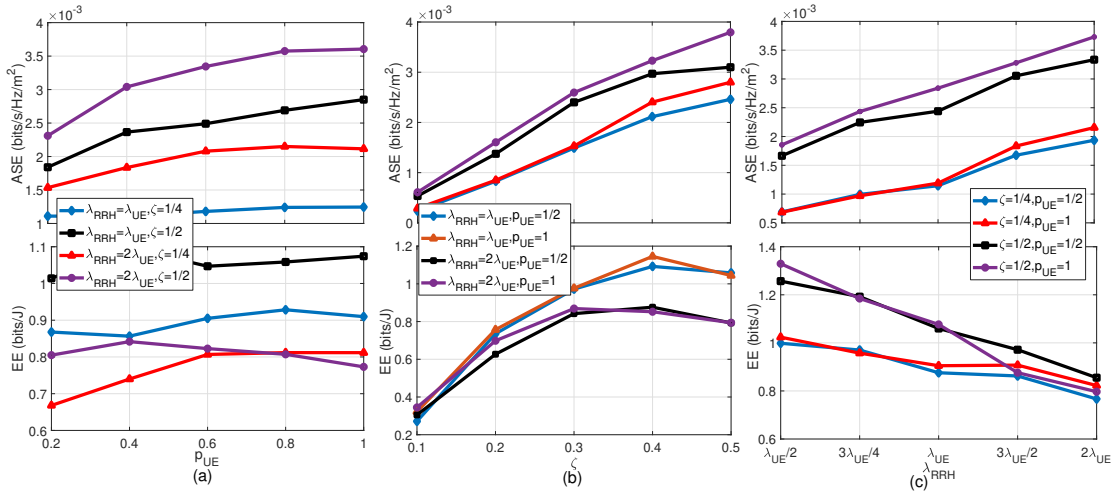 ×10⁻³
4
3.5
3
2.5
2
1.5
1
ASE (bits/s/Hz/m²)
λRRH=λUE,ζ=1/4
λRRH=λUE,ζ=1/2
λRRH=2λUE,ζ=1/4
λRRH=2λUE,ζ=1/2
1.1
1
0.9
0.8
0.7
0.6
EE (bits/J)
0.2 0.4 0.6 0.8 1
pUE
(a)
×10⁻³
4
3
2
1
0
ASE (bits/s/Hz/m²)
λRRH=λUE,pUE=1/2
λRRH=λUE,pUE=1
λRRH=2λUE,pUE=1/2
λRRH=2λUE,pUE=1
1.2
1
0.8
0.6
0.4
0.2
EE (bits/J)
0.1 0.2 0.3 0.4 0.5
ζ
(b)
×10⁻³
4
3.5
3
2.5
2
1.5
1
0.5
ASE (bits/s/Hz/m²)
ζ=1/4,pUE=1/2
ζ=1/4,pUE=1
ζ=1/2,pUE=1/2
ζ=1/2,pUE=1
1.4
1.2
1
0.8
0.6
EE (bits/J)
λUE/2 3λUE/4 λUE 3λUE/2 2λUE
λRRH
(c)